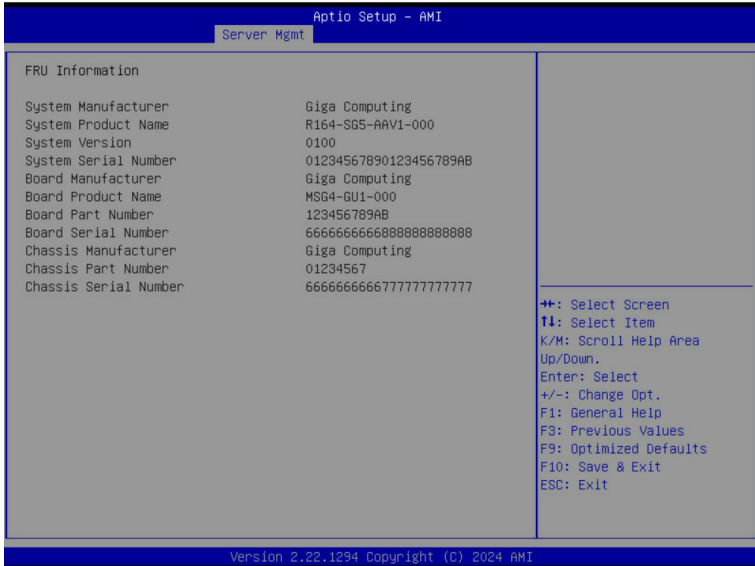 Aptio Setup – AMI
Server Mgmt
FRU Information
System Manufacturer Giga Computing
System Product Name R164-SG5-AAV1-000
System Version 0100
System Serial Number 01234567890123456789AB
Board Manufacturer Giga Computing
Board Product Name MSG4-GU1-000
Board Part Number 123456789AB
Board Serial Number 6666666666888888888888
Chassis Manufacturer Giga Computing
Chassis Part Number 01234567
Chassis Serial Number 6666666666777777777777
→←: Select Screen
↑↓: Select Item
K/M: Scroll Help Area
Up/Down.
Enter: Select
+/-: Change Opt.
F1: General Help
F3: Previous Values
F9: Optimized Defaults
F10: Save & Exit
ESC: Exit
Version 2.22.1294 Copyright (C) 2024 AMI